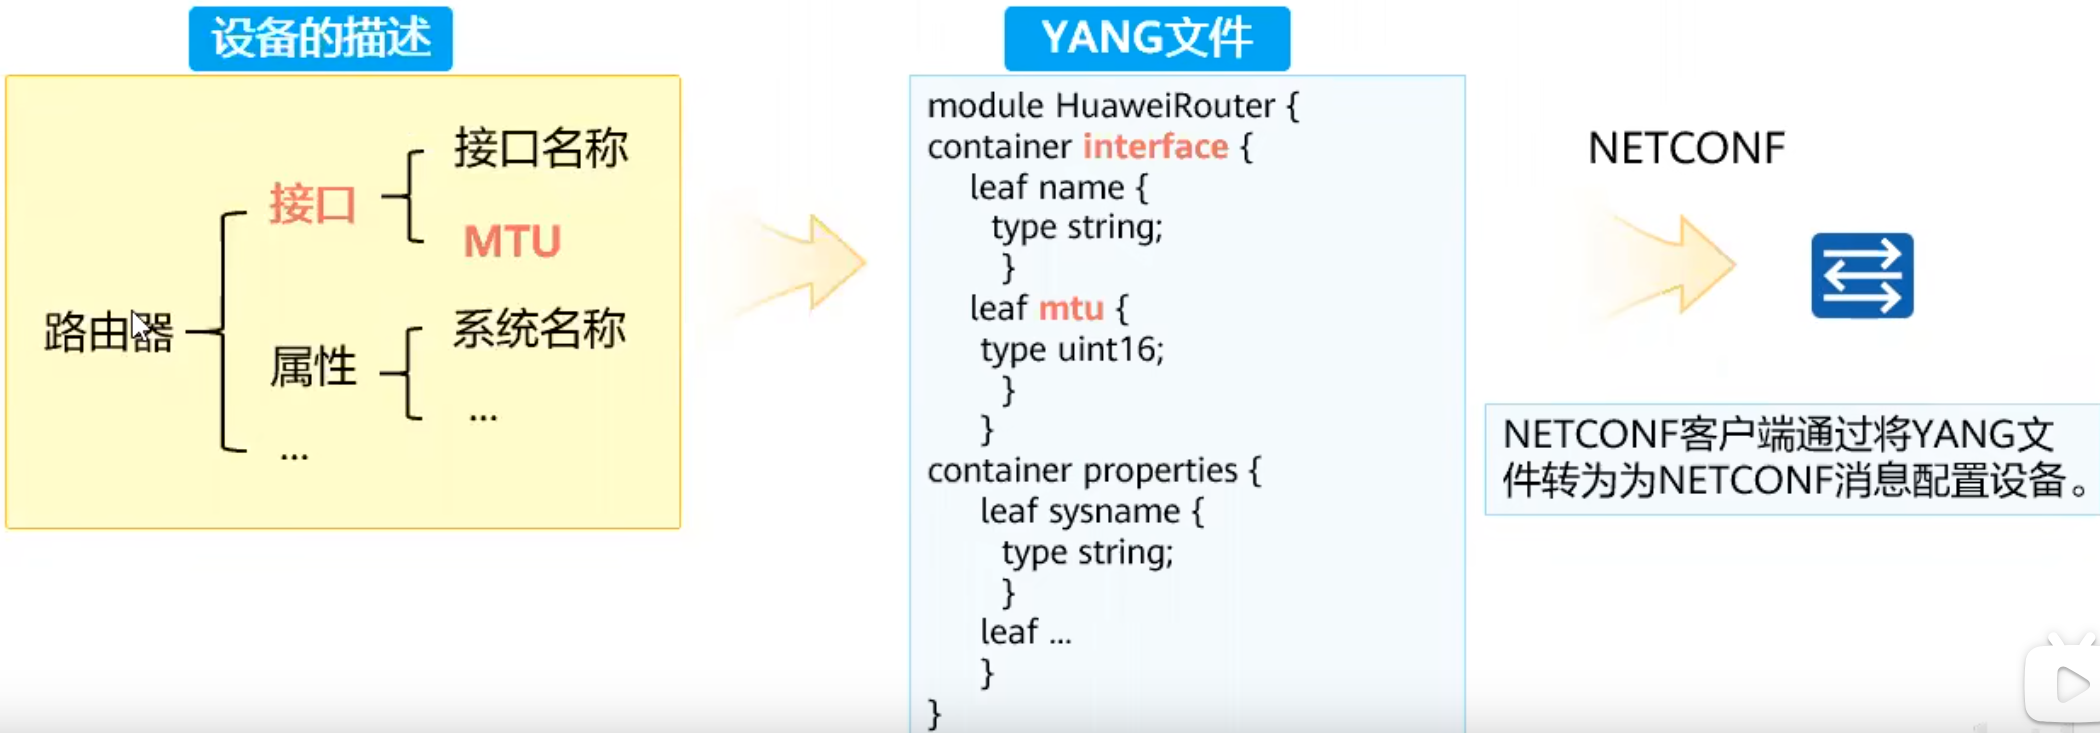 设备的描述
路由器
接口
接口名称
MTU
属性
系统名称
...
...
YANG文件
module HuaweiRouter {
container interface {
leaf name {
type string;
}
leaf mtu {
type uint16;
}
}
container properties {
leaf sysname {
type string;
}
leaf ...
}
}
NETCONF
NETCONF客户端通过将YANG文
件转为为NETCONF消息配置设备。